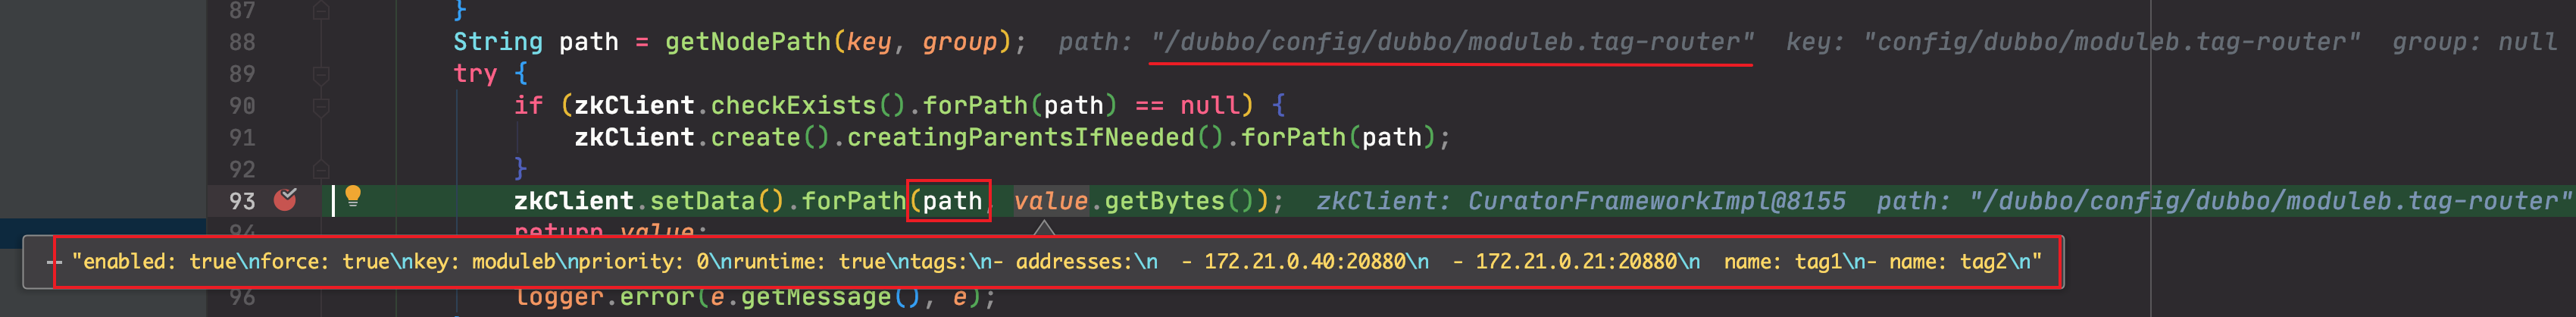 87 }
88 String path = getNodePath(key, group); path: "/dubbo/config/dubbo/moduleb.tag-router" key: "config/dubbo/moduleb.tag-router" group: null
89 try {
90 if (zkClient.checkExists().forPath(path) == null) {
91 zkClient.create().creatingParentsIfNeeded().forPath(path);
92 }
93 zkClient.setData().forPath(path, value.getBytes()); zkClient: CuratorFrameworkImpl@8155 path: "/dubbo/config/dubbo/moduleb.tag-router"
94 return value;
"enabled: true\nforce: true\nkey: moduleb\npriority: 0\nruntime: true\ntags:\n- addresses:\n  - 172.21.0.40:20880\n  - 172.21.0.21:20880\n  name: tag1\n- name: tag2\n"
96 logger.error(e.getMessage(), e);